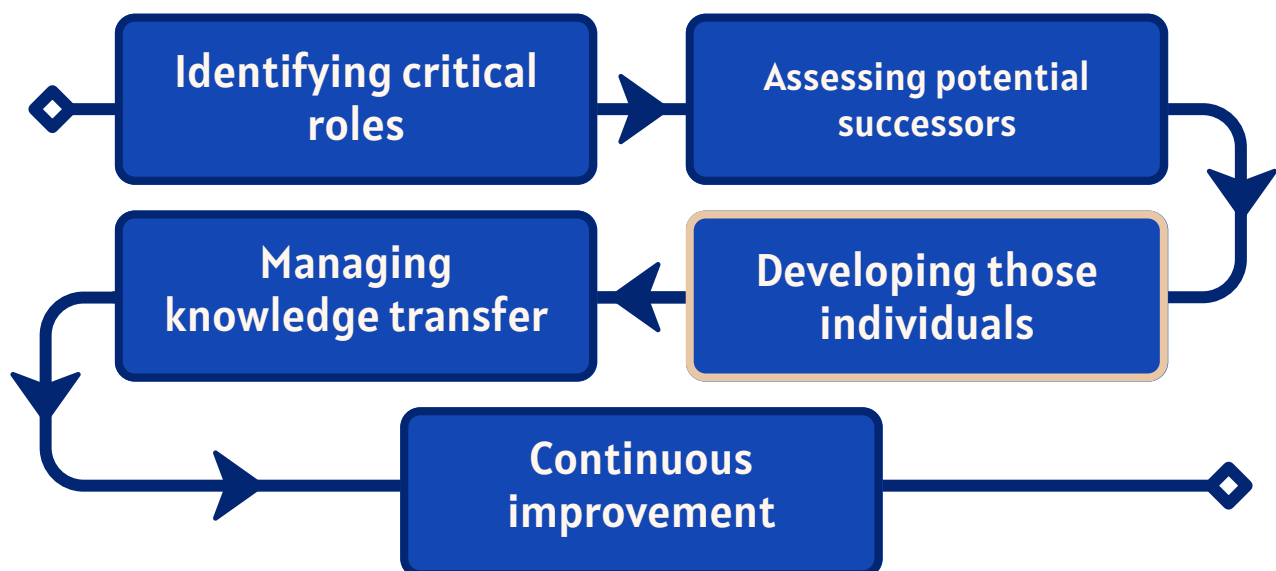 Identifying critical
roles
Assessing potential
successors
Developing those
individuals
Managing
knowledge transfer
Continuous
improvement